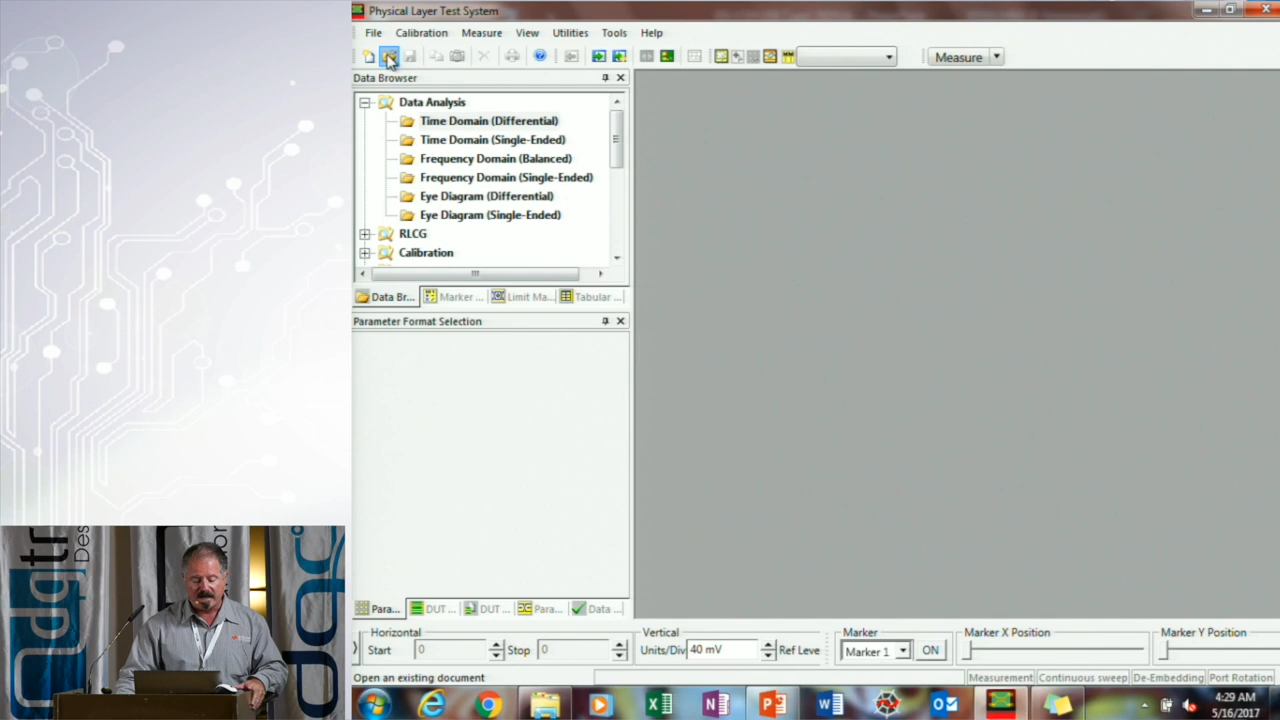 Physical Layer Test System
File Calibration Measure View Utilities Tools Help
Measure
Data Browser
Data Analysis
Time Domain (Differential)
Time Domain (Single-Ended)
Frequency Domain (Balanced)
Frequency Domain (Single-Ended)
Eye Diagram (Differential)
Eye Diagram (Single-Ended)
RLCG
Calibration
Data Br... Marker ... Limit Ma... Tabular ...
Parameter Format Selection
Para... DUT ... DUT ... Para... Data ...
Horizontal Vertical Marker Marker X Position Marker Y Position
Start 0 Stop 0 Units/Div 40 mV Ref Leve Marker 1 ON
Open an existing document Measurement Continuous sweep De-Embedding Port Rotation
4:29 AM
5/16/2017